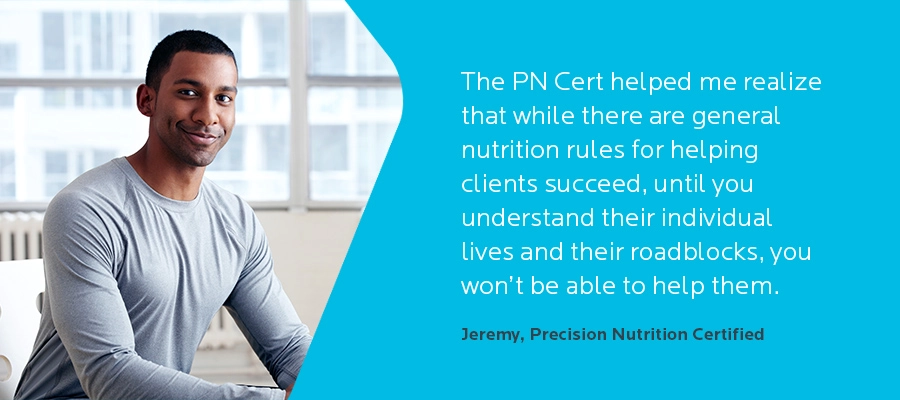 The PN Cert helped me realize
that while there are general
nutrition rules for helping
clients succeed, until you
understand their individual
lives and their roadblocks, you
won't be able to help them.
Jeremy, Precision Nutrition Certified